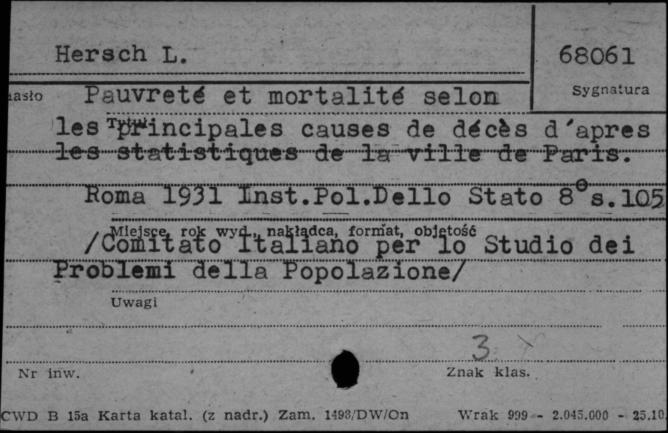 Hersch L.
68061
Sygnatura
asło Pauvreté et mortalité selon
Tytuł
les principales causes de décès d'apres
les statistiques de la ville de Paris.
Roma 1931 Inst.Pol.Dello Stato 8° s.105
Miejsce, rok wyd., nakładca, format, objętość
/Comitato Italiano per lo Studio dei
Problemi della Popolazione/
Uwagi
3
Nr inw.
Znak klas.
CWD B 15a Karta katal. (z nadr.) Zam. 1498/DW/On Wrak 999 - 2.045.000 - 25.10